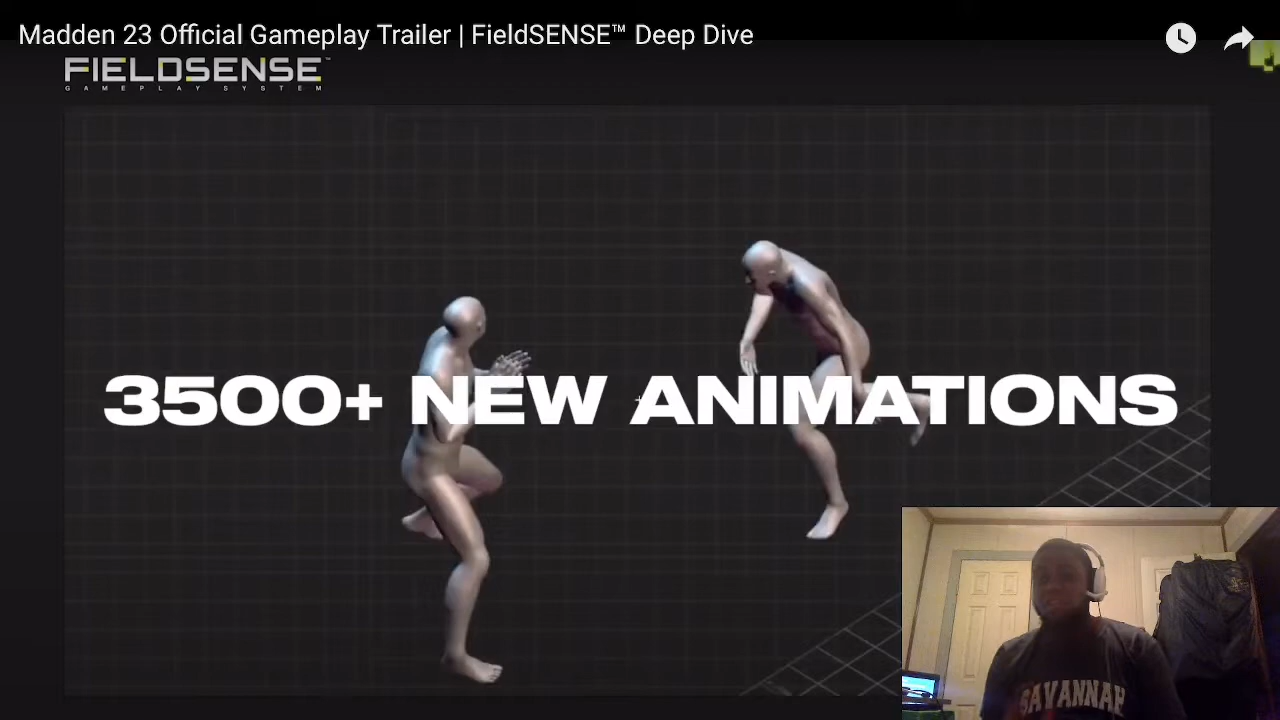 Madden 23 Official Gameplay Trailer | FieldSENSE™ Deep Dive
FIELDSENSE™
GAMEPLAY SYSTEM
3500+ NEW ANIMATIONS
SAVANNAH